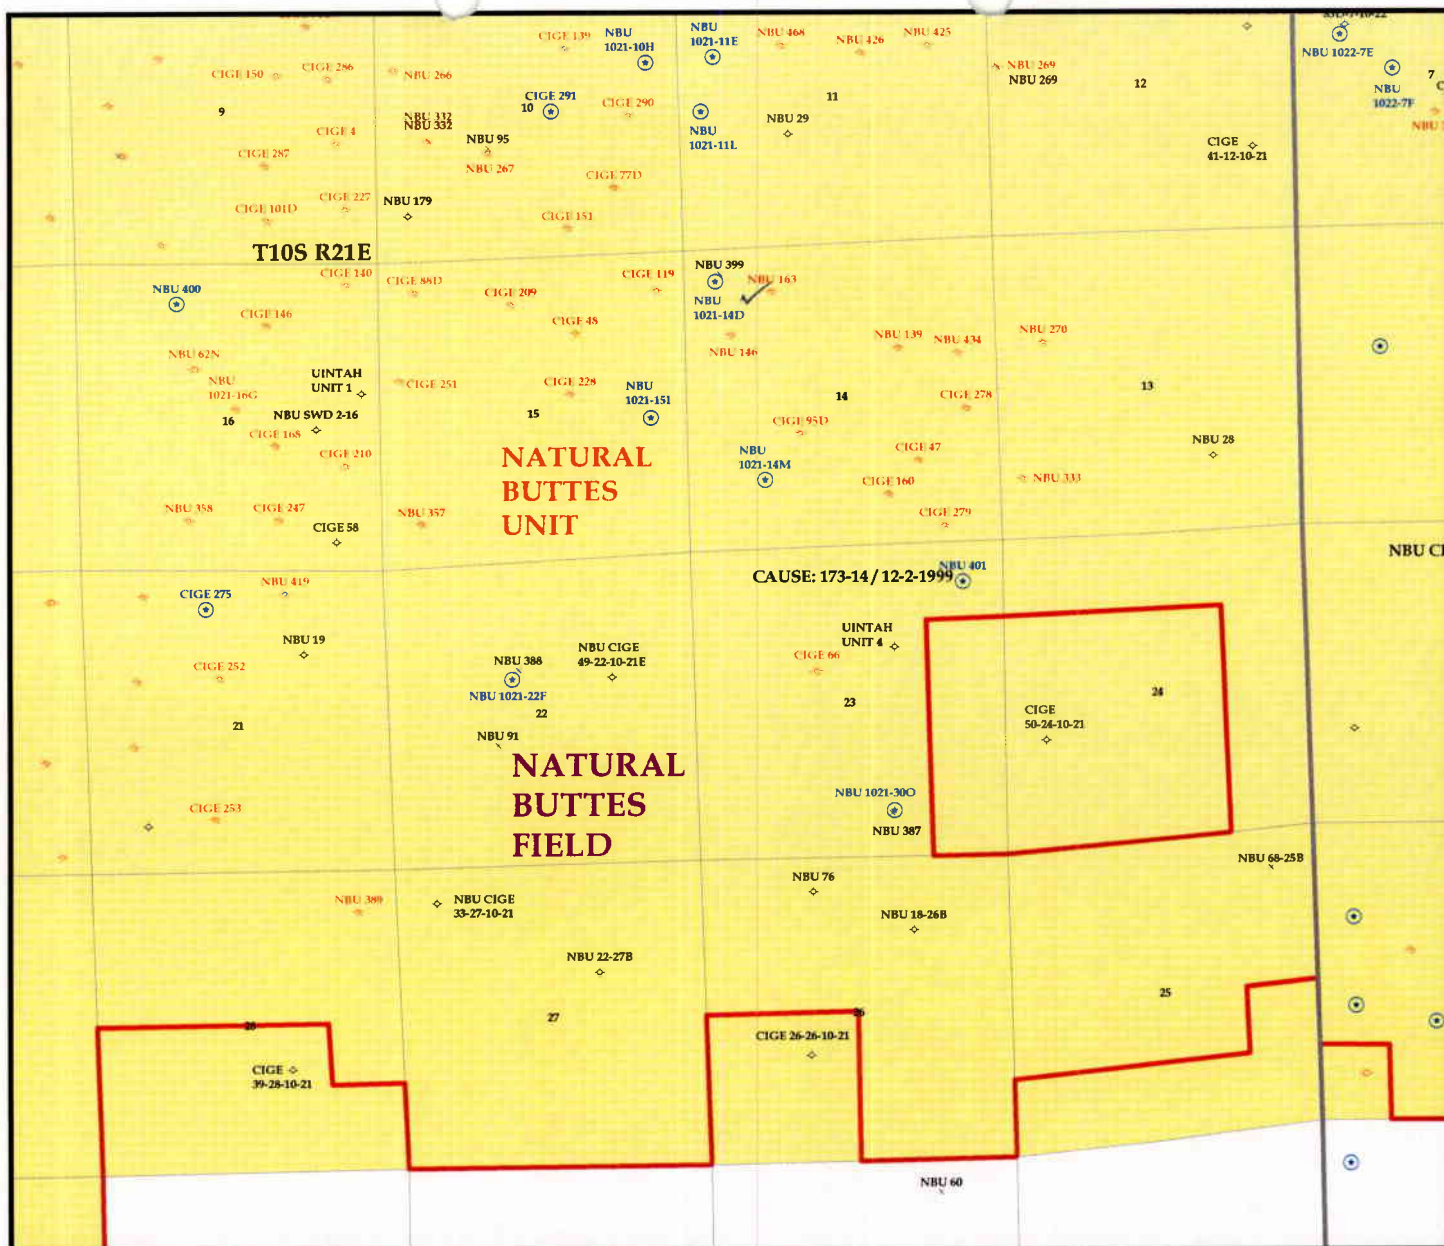 CIGE 139
NBU
1021-10H
NBU
1021-11E
NBU 468
NBU 426
NBU 425
NBU 1022-7E
CIGE 150
CIGE 286
NBU 266
NBU 269
NBU 269
12
7
9
10
CIGE 291
CIGE 290
11
NBU
1022-7F
NBU 332
NBU 332
CIGE 4
NBU 95
NBU
1021-11L
NBU 29
CIGE
41-12-10-21
CIGE 287
NBU 267
CIGE 77D
CIGE 227
NBU 179
CIGE 101D
CIGE 151
T10S R21E
NBU 399
CIGE 140
CIGE 88D
CIGE 119
NBU 163
NBU 400
CIGE 209
NBU
1021-14D
CIGE 146
CIGE 48
NBU 139
NBU 434
NBU 270
NBU 62N
NBU 146
UINTAH
UNIT 1
NBU
1021-16G
CIGE 251
CIGE 228
NBU
1021-15I
14
13
CIGE 278
16
NBU SWD 2-16
15
CIGE 168
CIGE 95D
NBU 28
CIGE 210
NATURAL
BUTTES
UNIT
NBU
1021-14M
CIGE 47
CIGE 160
NBU 333
NBU 358
CIGE 247
NBU 357
CIGE 58
CIGE 279
NBU CI
CAUSE: 173-14 / 12-2-1999
NBU 401
NBU 419
CIGE 275
NBU 19
UINTAH
UNIT 4
NBU CIGE
49-22-10-21E
NBU 388
CIGE 66
CIGE 252
NBU 1021-22F
24
23
22
21
CIGE
50-24-10-21
NBU 91
NATURAL
BUTTES
FIELD
NBU 1021-30O
NBU 387
CIGE 253
NBU 68-25B
NBU 76
NBU 389
NBU CIGE
33-27-10-21
NBU 18-26B
NBU 22-27B
25
27
26
28
CIGE 26-26-10-21
CIGE
39-28-10-21
NBU 60